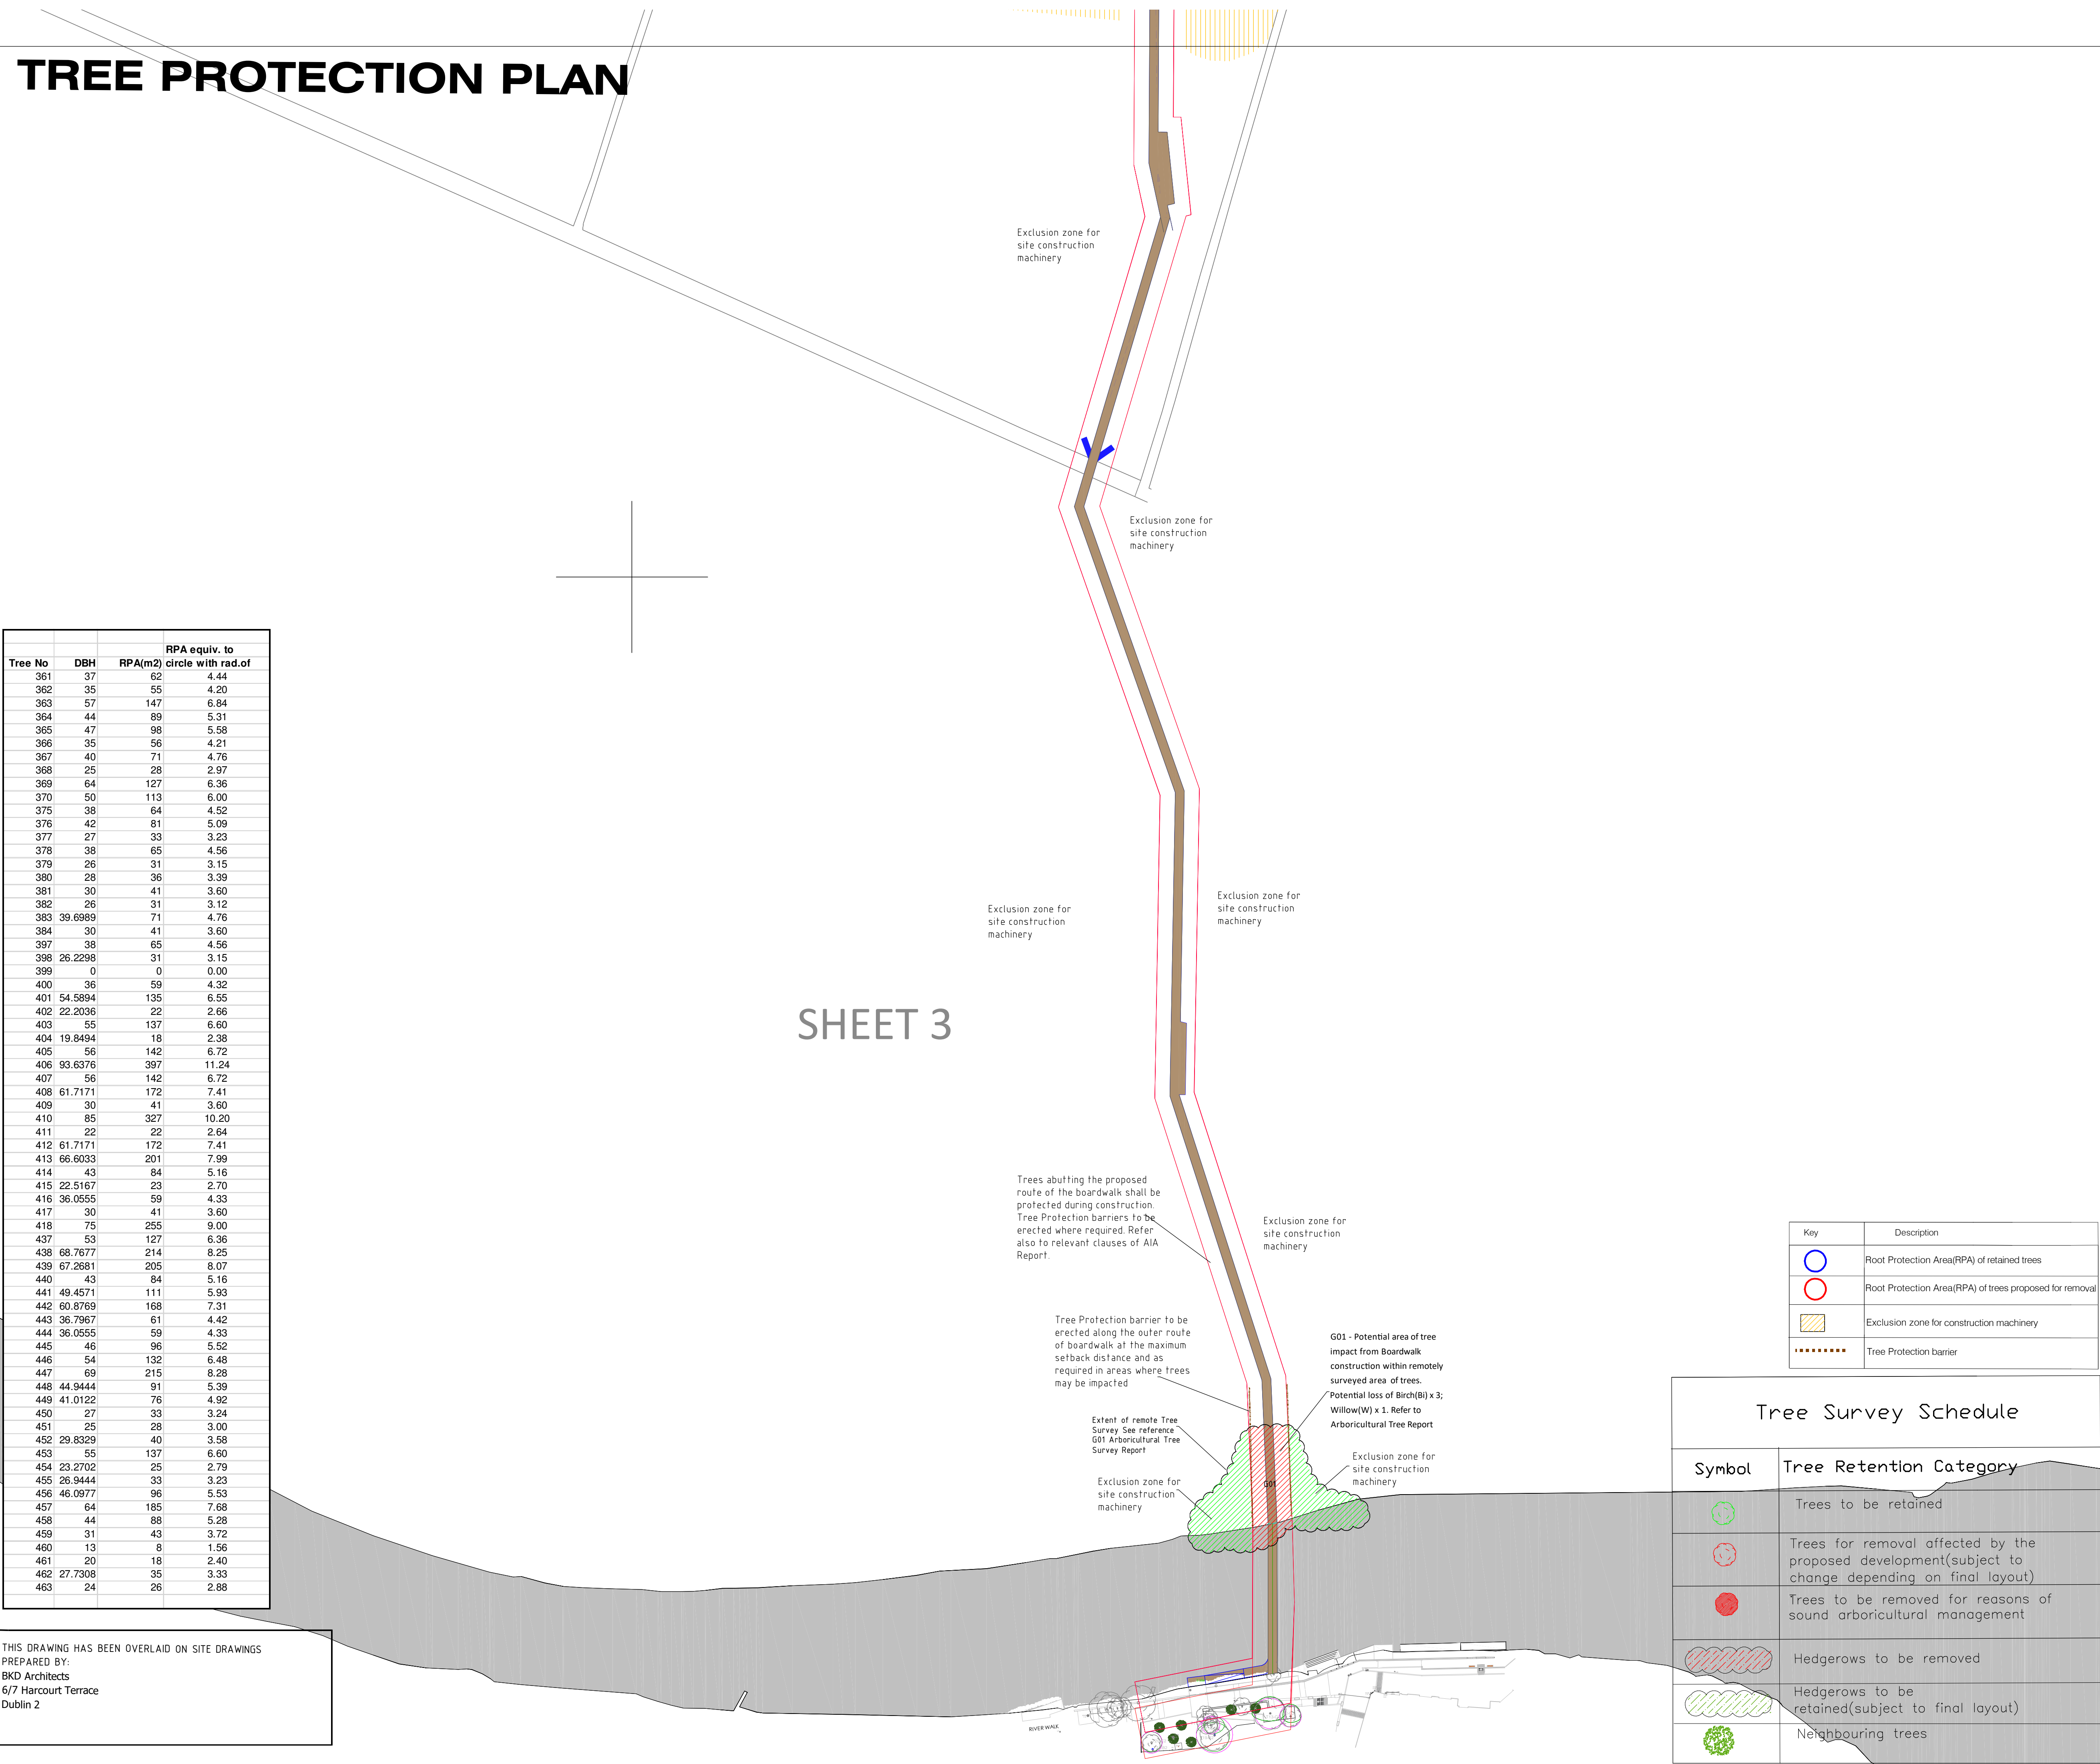 TREE PROTECTION PLAN
Exclusion zone for
site construction
machinery
Exclusion zone for
site construction
machinery
RPA equiv. to
Tree No DBH RPA(m2) circle with rad.of
361 37 62 4.44
362 35 55 4.20
363 57 147 6.84
364 44 89 5.31
365 47 98 5.58
366 35 56 4.21
367 40 71 4.76
368 25 28 2.97
369 64 127 6.36
370 50 113 6.00
375 38 64 4.52
376 42 81 5.09
377 27 33 3.23
378 38 65 4.56
379 26 31 3.15
380 28 36 3.39
381 30 41 3.60
382 26 31 3.12
383 39.6989 71 4.76
384 30 41 3.60
397 38 65 4.56
398 26.2298 31 3.15
399 0 0 0.00
400 36 59 4.32
401 54.5894 135 6.55
402 22.2036 22 2.66
403 55 137 6.60
404 19.8494 18 2.38
405 56 142 6.72
406 93.6376 397 11.24
407 56 142 6.72
408 61.7171 172 7.41
409 30 41 3.60
410 85 327 10.20
411 22 22 2.64
412 61.7171 172 7.41
413 66.6033 201 7.99
414 43 84 5.16
415 22.5167 23 2.70
416 36.0555 59 4.33
417 30 41 3.60
418 75 255 9.00
437 53 127 6.36
438 68.7677 214 8.25
439 67.2681 205 8.07
440 43 84 5.16
441 49.4571 111 5.93
442 60.8769 168 7.31
443 36.7967 61 4.42
444 36.0555 59 4.33
445 46 96 5.52
446 54 132 6.48
447 69 215 8.28
448 44.9444 91 5.39
449 41.0122 76 4.92
450 27 33 3.24
451 25 28 3.00
452 29.8329 40 3.58
453 55 137 6.60
454 23.2702 25 2.79
455 26.9444 33 3.23
456 46.0977 96 5.53
457 64 185 7.68
458 44 88 5.28
459 31 43 3.72
460 13 8 1.56
461 20 18 2.40
462 27.7308 35 3.33
463 24 26 2.88
Exclusion zone for
site construction
machinery
Exclusion zone for
site construction
machinery
SHEET 3
Trees abutting the proposed
route of the boardwalk shall be
protected during construction.
Tree Protection barriers to be
erected where required. Refer
also to relevant clauses of AIA
Report.
Exclusion zone for
site construction
machinery
Tree Protection barrier to be
erected along the outer route
of boardwalk at the maximum
setback distance and as
required in areas where trees
may be impacted
G01 - Potential area of tree
impact from Boardwalk
construction within remotely
surveyed area of trees.
Potential loss of Birch(Bi) x 3;
Willow(W) x 1. Refer to
Arboricultural Tree Report
Extent of remote Tree
Survey See reference
G01 Arboricultural Tree
Survey Report
Exclusion zone for
site construction
machinery
Exclusion zone for
site construction
machinery
G01
RIVER WALK
Key Description
Root Protection Area(RPA) of retained trees
Root Protection Area(RPA) of trees proposed for removal
Exclusion zone for construction machinery
Tree Protection barrier
Tree Survey Schedule
Symbol Tree Retention Category
Trees to be retained
Trees for removal affected by the
proposed development(subject to
change depending on final layout)
Trees to be removed for reasons of
sound arboricultural management
Hedgerows to be removed
Hedgerows to be
retained(subject to final layout)
Neighbouring trees
THIS DRAWING HAS BEEN OVERLAID ON SITE DRAWINGS
PREPARED BY:
BKD Architects
6/7 Harcourt Terrace
Dublin 2